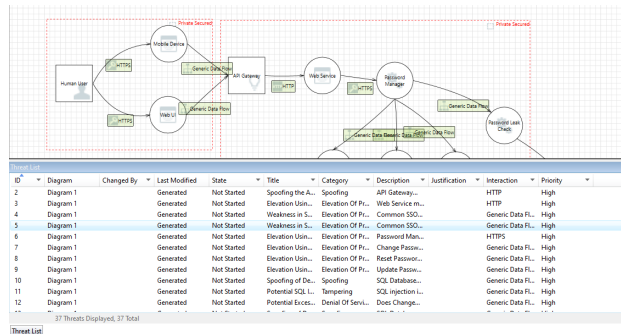 Private Secured
Private Secured
Mobile Device
HTTPS
Generic Data Flow
Human User
API Gateway
Web Service
Password
Manager
HTTP
HTTPS
Generic Data Flow
Web UI
Generic Data Flow
HTTPS
Password Leak
Check
Generic Data Flow
Threat List
ID Diagram Changed By Last Modified State Title Category Description Justification Interaction Priority
2 Diagram 1 Generated Not Started Spoofing the A... Spoofing API Gateway... HTTP High
3 Diagram 1 Generated Not Started Elevation Usin... Elevation Of Pr... Web Service m... HTTP High
4 Diagram 1 Generated Not Started Weakness in S... Elevation Of Pr... Common SSO... Generic Data Fl... High
5 Diagram 1 Generated Not Started Weakness in S... Elevation Of Pr... Common SSO... Generic Data Fl... High
6 Diagram 1 Generated Not Started Elevation Usin... Elevation Of Pr... Password Man... HTTPS High
7 Diagram 1 Generated Not Started Elevation Usin... Elevation Of Pr... Change Passw... Generic Data Fl... High
8 Diagram 1 Generated Not Started Elevation Usin... Elevation Of Pr... Reset Passwor... Generic Data Fl... High
9 Diagram 1 Generated Not Started Elevation Usin... Elevation Of Pr... Update Passw... Generic Data Fl... High
10 Diagram 1 Generated Not Started Spoofing of De... Spoofing SQL Database... Generic Data Fl... High
11 Diagram 1 Generated Not Started Potential SQL I... Tampering SQL injection i... Generic Data Fl... High
12 Diagram 1 Generated Not Started Potential Exces... Denial Of Servi... Does Change... Generic Data Fl... High
37 Threats Displayed, 37 Total
Threat List